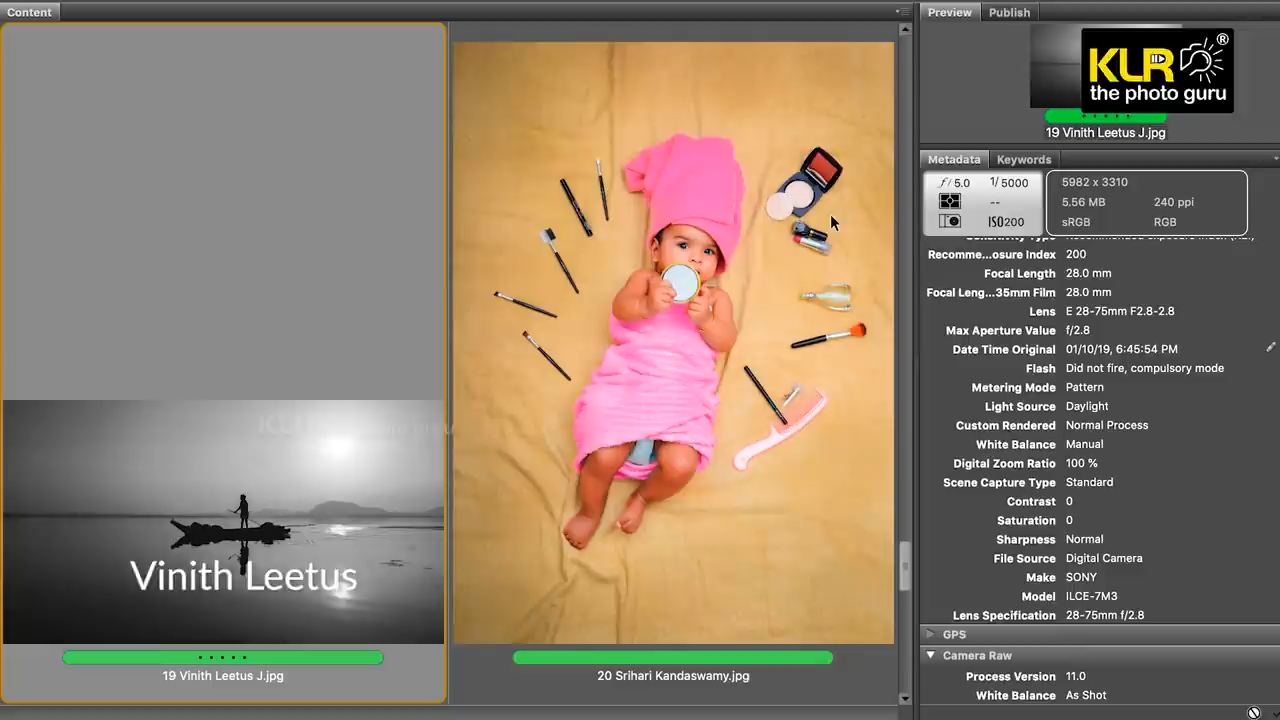 Content
Vinith Leetus
19 Vinith Leetus J.jpg
20 Srihari Kandaswamy.jpg
Preview
Publish
KLR
®
the photo guru
19 Vinith Leetus J.jpg
Metadata
Keywords
f/5.0 1/5000
--
ISO200
5982 x 3310
5.56 MB 240 ppi
sRGB RGB
Recomme...osure Index 200
Focal Length 28.0 mm
Focal Leng...35mm Film 28.0 mm
Lens E 28-75mm F2.8-2.8
Max Aperture Value f/2.8
Date Time Original 01/10/19, 6:45:54 PM
Flash Did not fire, compulsory mode
Metering Mode Pattern
Light Source Daylight
Custom Rendered Normal Process
White Balance Manual
Digital Zoom Ratio 100 %
Scene Capture Type Standard
Contrast 0
Saturation 0
Sharpness Normal
File Source Digital Camera
Make SONY
Model ILCE-7M3
Lens Specification 28-75mm f/2.8
GPS
Camera Raw
Process Version 11.0
White Balance As Shot